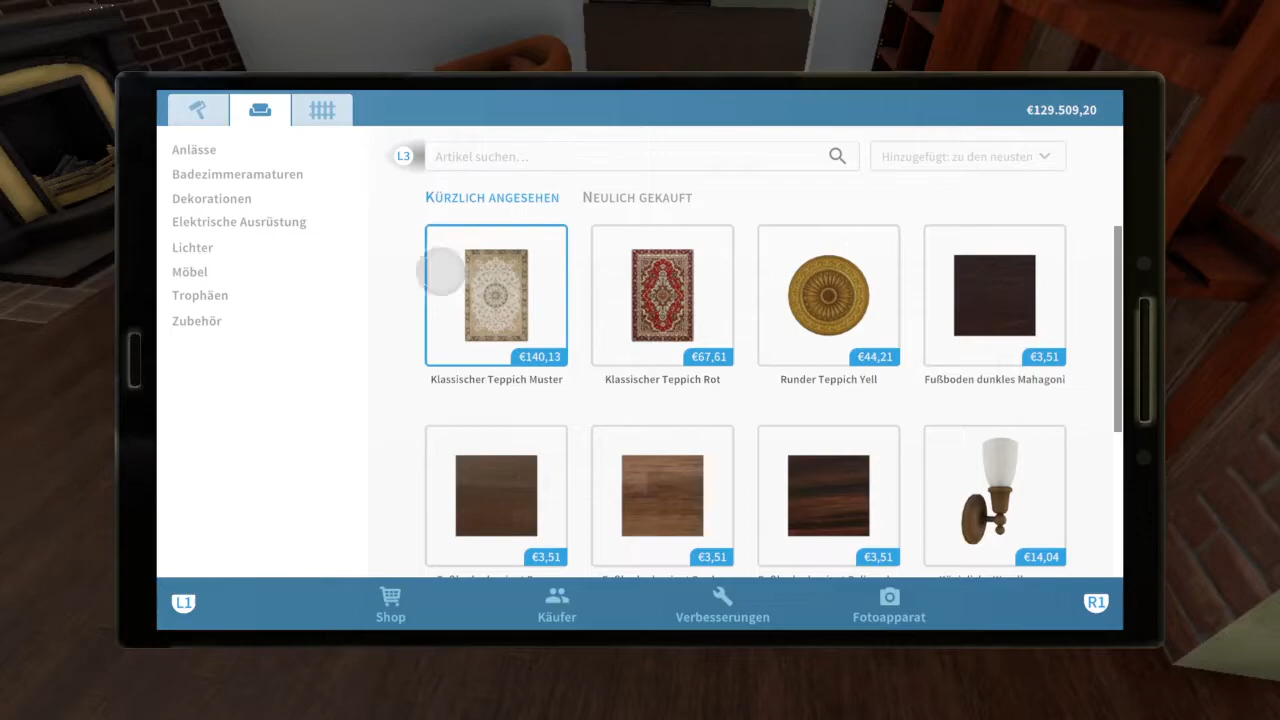 €129.509,20
Anlässe
Badezimmeramaturen
Dekorationen
Elektrische Ausrüstung
Lichter
Möbel
Trophäen
Zubehör
L3
Artikel suchen...
Hinzugefügt: zu den neusten
KÜRZLICH ANGESEHEN
NEULICH GEKAUFT
€140,13
€67,61
€44,21
€3,51
Klassischer Teppich Muster
Klassischer Teppich Rot
Runder Teppich Yell
Fußboden dunkles Mahagoni
€3,51
€3,51
€3,51
€14,04
L1
Shop
Käufer
Verbesserungen
Fotoapparat
R1